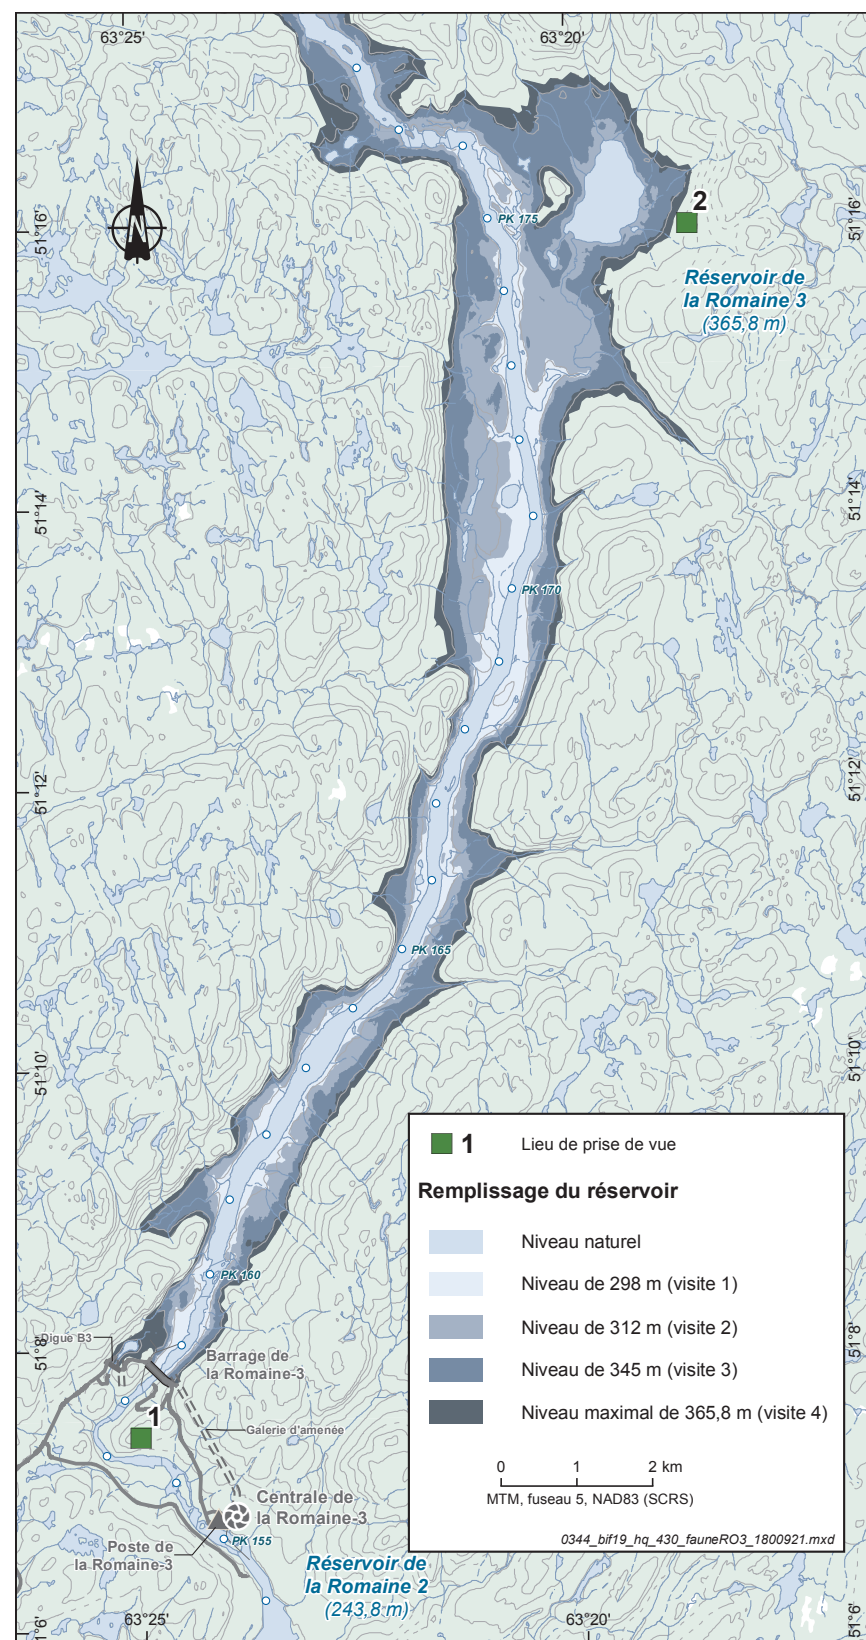 63°25'
63°20'
51°16'
51°16'
N
2
PK 175
Réservoir de
la Romaine 3
(365,8 m)
51°14'
51°14'
PK 170
51°12'
51°12'
PK 165
51°10'
51°10'
PK 160
51°8'
51°8'
Digue B3
Barrage de
la Romaine-3
1
Galerie d'amenée
Centrale de
la Romaine-3
Poste de
la Romaine-3
PK 155
Réservoir de
la Romaine 2
(243,8 m)
51°6'
51°6'
63°25'
63°20'
1 Lieu de prise de vue
Remplissage du réservoir
Niveau naturel
Niveau de 298 m (visite 1)
Niveau de 312 m (visite 2)
Niveau de 345 m (visite 3)
Niveau maximal de 365,8 m (visite 4)
0 1 2 km
MTM, fuseau 5, NAD83 (SCRS)
0344_bif19_hq_430_fauneRO3_1800921.mxd